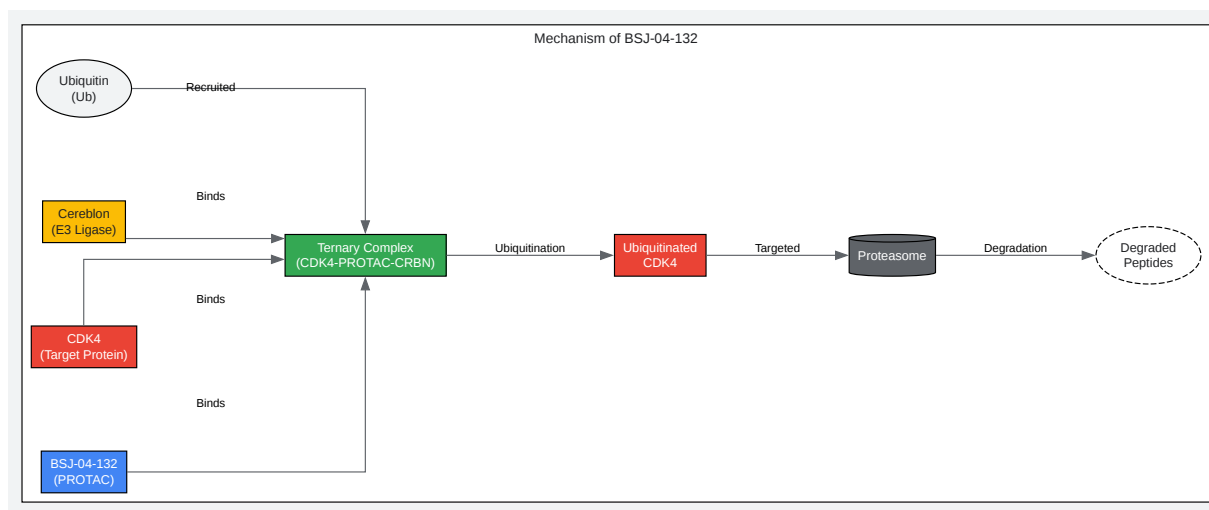 Mechanism of BSJ-04-132
Ubiquitin
(Ub)
Recruited
Binds
Cereblon
(E3 Ligase)
Ternary Complex
(CDK4-PROTAC-CRBN)
Ubiquitination
Ubiquitinated
CDK4
Targeted
Proteasome
Degradation
Degraded
Peptides
Binds
CDK4
(Target Protein)
Binds
BSJ-04-132
(PROTAC)